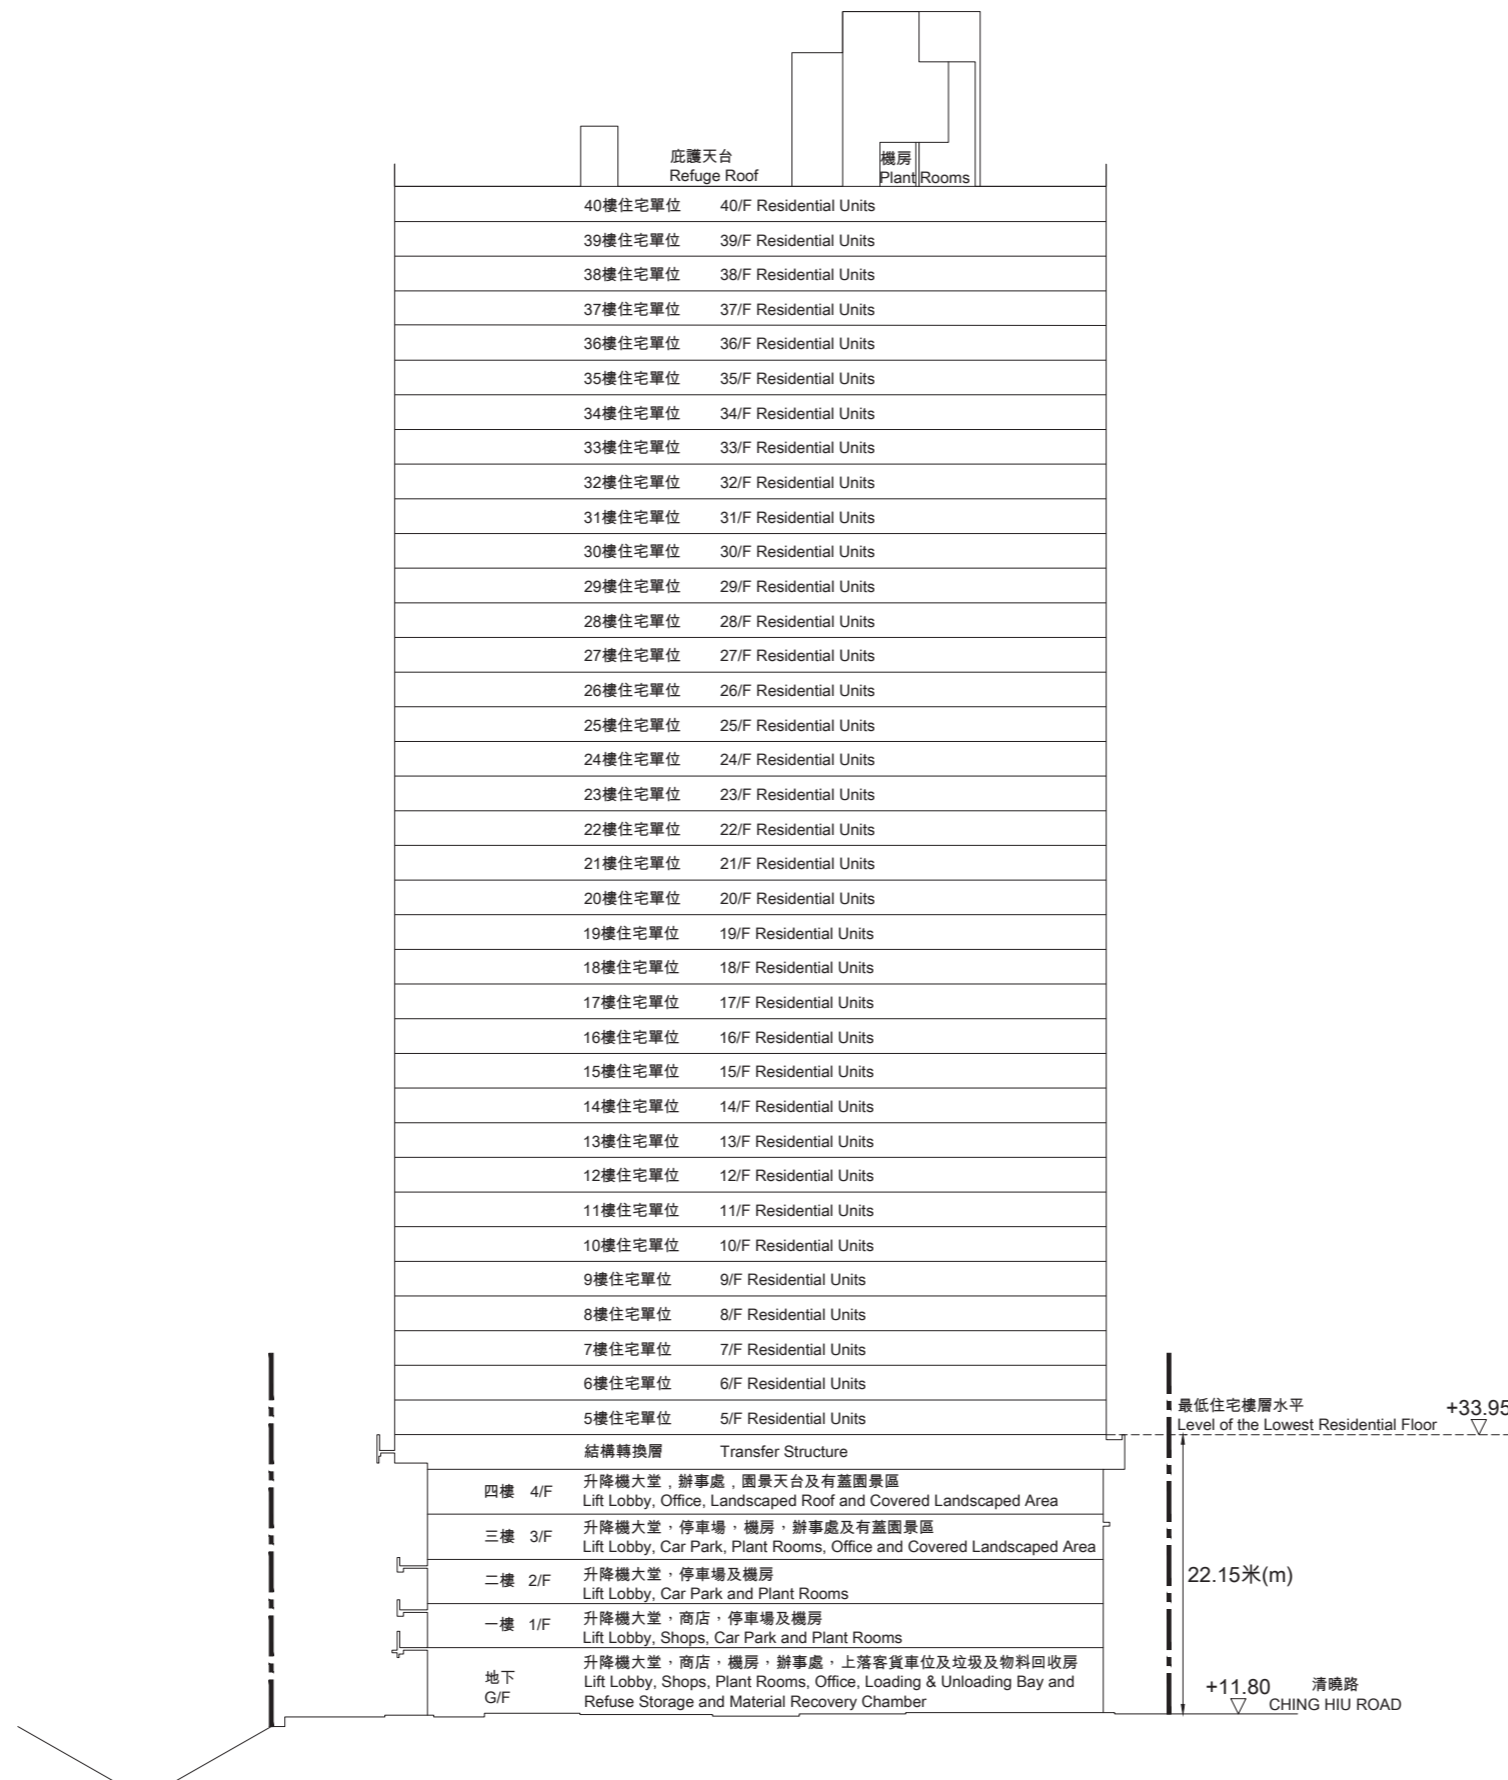 庇護天台
Refuge Roof
機房
Plant Rooms
40樓住宅單位 40/F Residential Units
39樓住宅單位 39/F Residential Units
38樓住宅單位 38/F Residential Units
37樓住宅單位 37/F Residential Units
36樓住宅單位 36/F Residential Units
35樓住宅單位 35/F Residential Units
34樓住宅單位 34/F Residential Units
33樓住宅單位 33/F Residential Units
32樓住宅單位 32/F Residential Units
31樓住宅單位 31/F Residential Units
30樓住宅單位 30/F Residential Units
29樓住宅單位 29/F Residential Units
28樓住宅單位 28/F Residential Units
27樓住宅單位 27/F Residential Units
26樓住宅單位 26/F Residential Units
25樓住宅單位 25/F Residential Units
24樓住宅單位 24/F Residential Units
23樓住宅單位 23/F Residential Units
22樓住宅單位 22/F Residential Units
21樓住宅單位 21/F Residential Units
20樓住宅單位 20/F Residential Units
19樓住宅單位 19/F Residential Units
18樓住宅單位 18/F Residential Units
17樓住宅單位 17/F Residential Units
16樓住宅單位 16/F Residential Units
15樓住宅單位 15/F Residential Units
14樓住宅單位 14/F Residential Units
13樓住宅單位 13/F Residential Units
12樓住宅單位 12/F Residential Units
11樓住宅單位 11/F Residential Units
10樓住宅單位 10/F Residential Units
9樓住宅單位 9/F Residential Units
8樓住宅單位 8/F Residential Units
7樓住宅單位 7/F Residential Units
6樓住宅單位 6/F Residential Units
5樓住宅單位 5/F Residential Units
最低住宅樓層水平
Level of the Lowest Residential Floor
+33.95
結構轉換層 Transfer Structure
四樓 4/F
升降機大堂，辦事處，園景天台及有蓋園景區
Lift Lobby, Office, Landscaped Roof and Covered Landscaped Area
三樓 3/F
升降機大堂，停車場，機房，辦事處及有蓋園景區
Lift Lobby, Car Park, Plant Rooms, Office and Covered Landscaped Area
二樓 2/F
升降機大堂，停車場及機房
Lift Lobby, Car Park and Plant Rooms
22.15米(m)
一樓 1/F
升降機大堂，商店，停車場及機房
Lift Lobby, Shops, Car Park and Plant Rooms
地下
G/F
升降機大堂，商店，機房，辦事處，上落客貨車位及垃圾及物料回收房
Lift Lobby, Shops, Plant Rooms, Office, Loading & Unloading Bay and
Refuse Storage and Material Recovery Chamber
+11.80
清曉路
CHING HIU ROAD